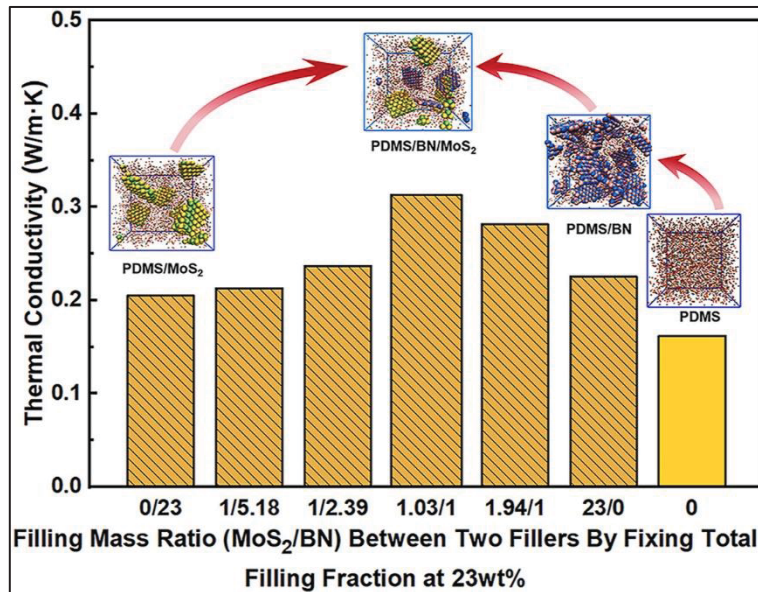 Thermal Conductivity (W/m·K)
0.5
0.4
0.3
0.2
0.1
0.0
PDMS/BN/MoS₂
PDMS/MoS₂
PDMS/BN
PDMS
0/23 1/5.18 1/2.39 1.03/1 1.94/1 23/0 0
Filling Mass Ratio (MoS₂/BN) Between Two Fillers By Fixing Total
Filling Fraction at 23wt%